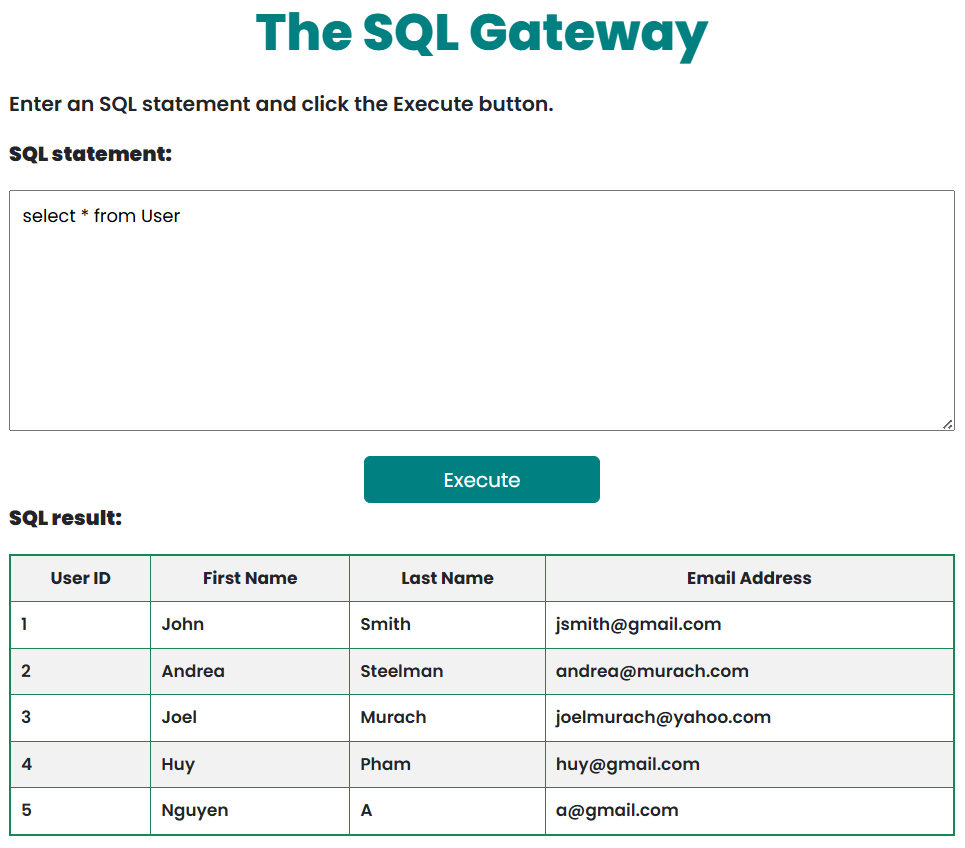 The SQL Gateway
Enter an SQL statement and click the Execute button.
SQL statement:
select * from User
Execute
SQL result:
User ID First Name Last Name Email Address
1 John Smith jsmith@gmail.com
2 Andrea Steelman andrea@murach.com
3 Joel Murach joelmurach@yahoo.com
4 Huy Pham huy@gmail.com
5 Nguyen A a@gmail.com